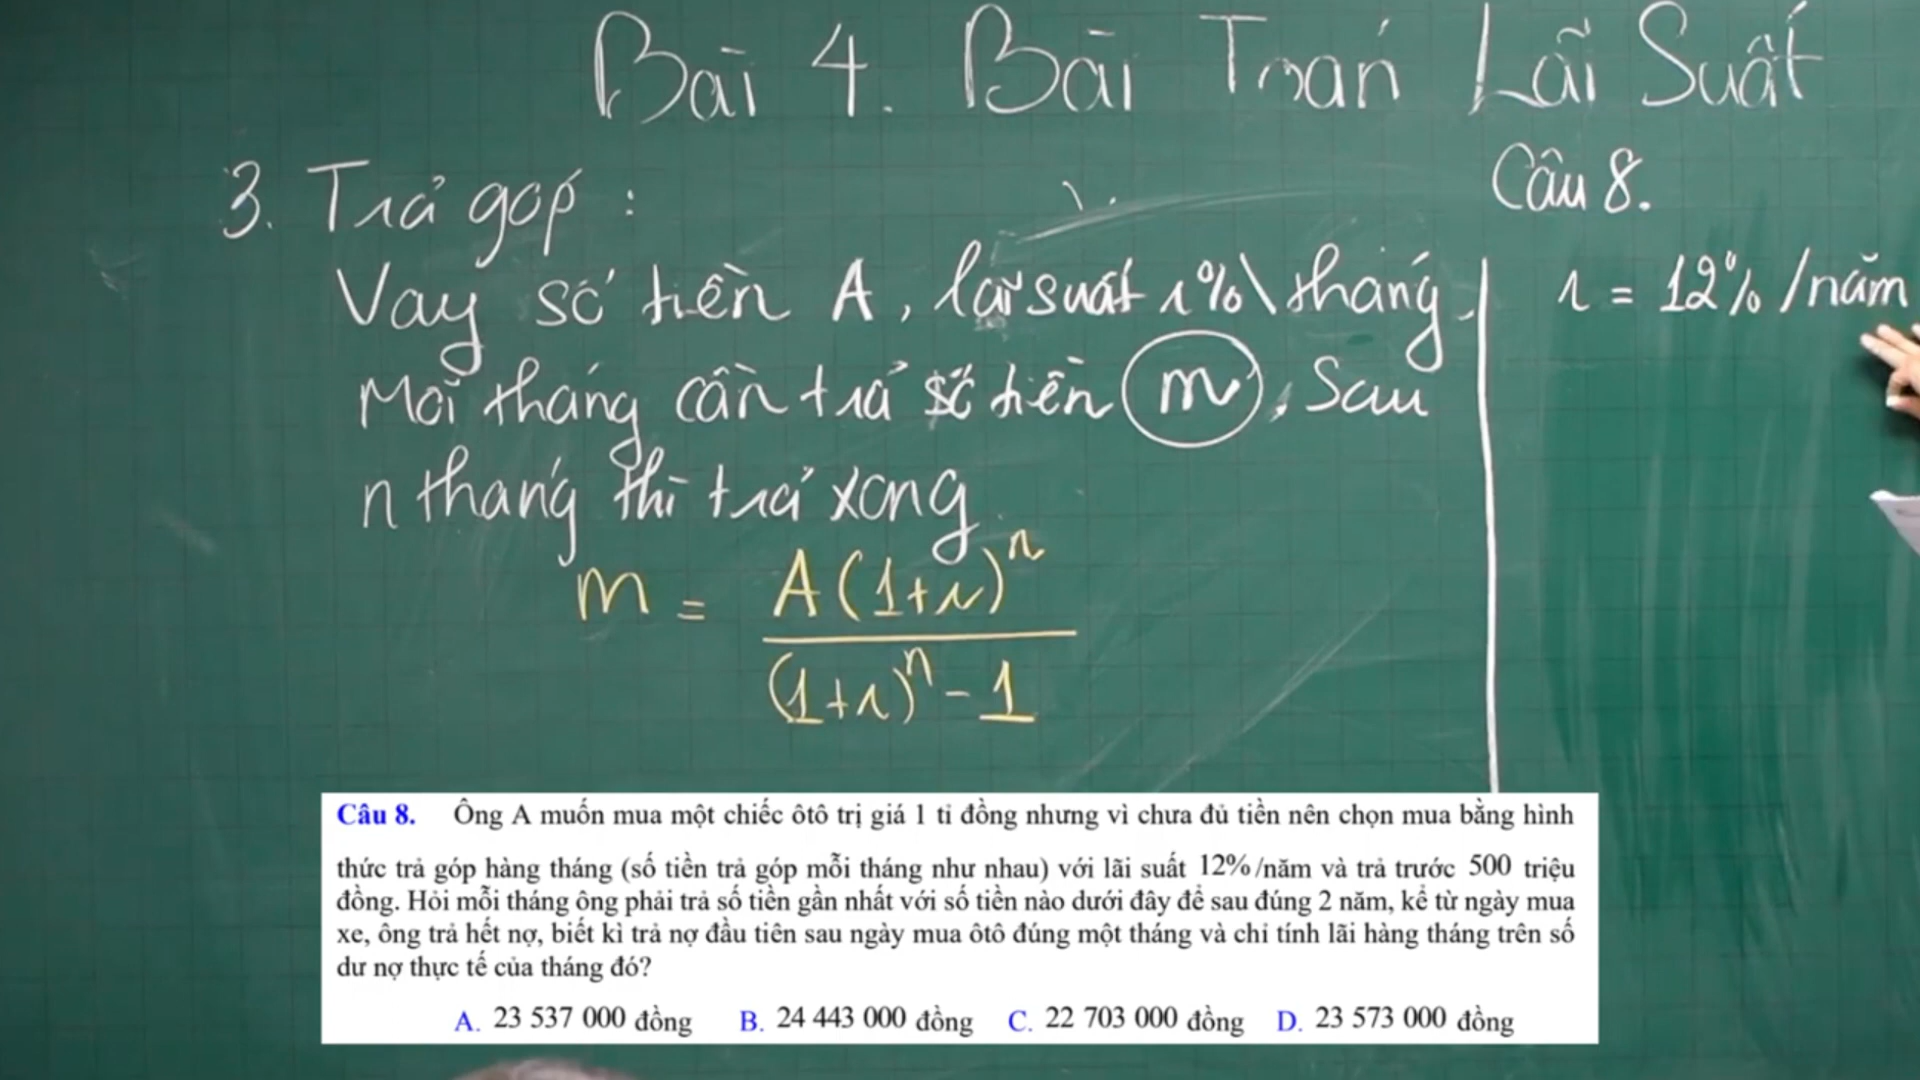 Bài 4. Bài Toán Lãi Suất
3. Trả góp :
Vay số tiền A, lãi suất r%\tháng.
Mỗi tháng cần trả số tiền m. Sau
n tháng thì trả xong
m = A(1+r)^n / (1+r)^n - 1
Câu 8.
r = 12% /năm
Câu 8. Ông A muốn mua một chiếc ôtô trị giá 1 tỉ đồng nhưng vì chưa đủ tiền nên chọn mua bằng hình
thức trả góp hàng tháng (số tiền trả góp mỗi tháng như nhau) với lãi suất 12%/năm và trả trước 500 triệu
đồng. Hỏi mỗi tháng ông phải trả số tiền gần nhất với số tiền nào dưới đây để sau đúng 2 năm, kể từ ngày mua
xe, ông trả hết nợ, biết kì trả nợ đầu tiên sau ngày mua ôtô đúng một tháng và chỉ tính lãi hàng tháng trên số
dư nợ thực tế của tháng đó?
A. 23 537 000 đồng B. 24 443 000 đồng C. 22 703 000 đồng D. 23 573 000 đồng